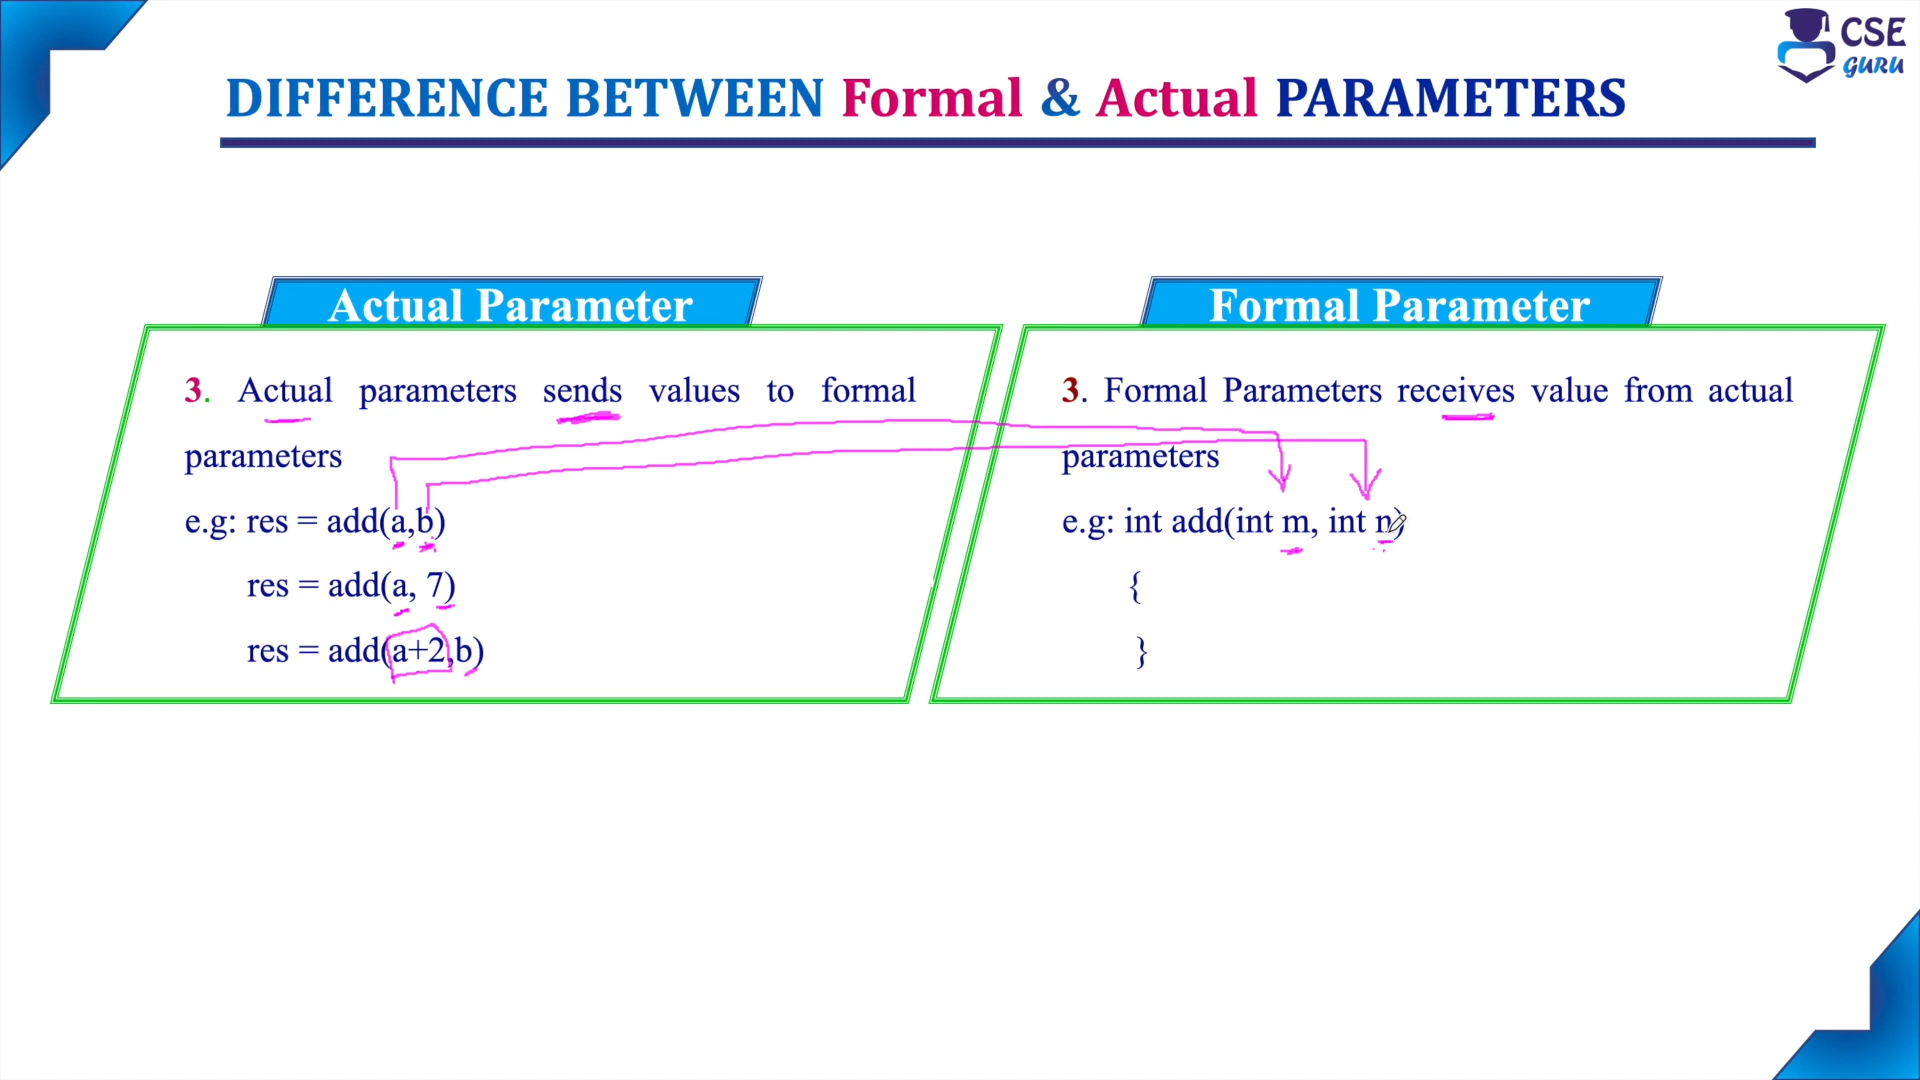 CSE
GURU
DIFFERENCE BETWEEN Formal & Actual PARAMETERS
Actual Parameter
3. Actual parameters sends values to formal
parameters
e.g: res = add(a,b)
res = add(a, 7)
res = add(a+2,b)
Formal Parameter
3. Formal Parameters receives value from actual
parameters
e.g: int add(int m, int n)
{
}